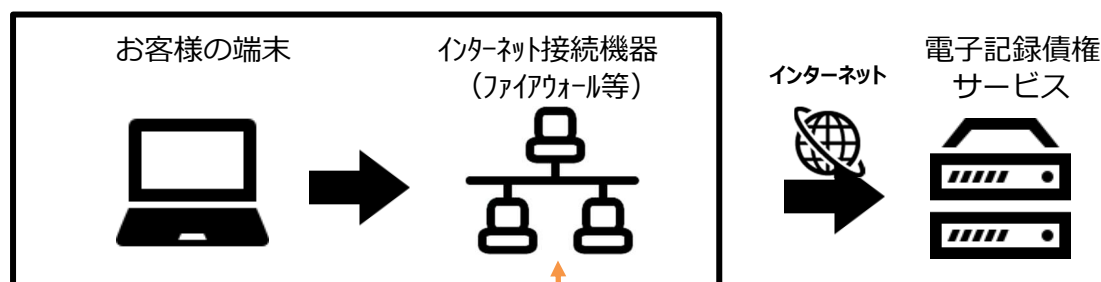 お客様の端末
インターネット接続機器
（ファイアウォール等）
インターネット
電子記録債権
サービス